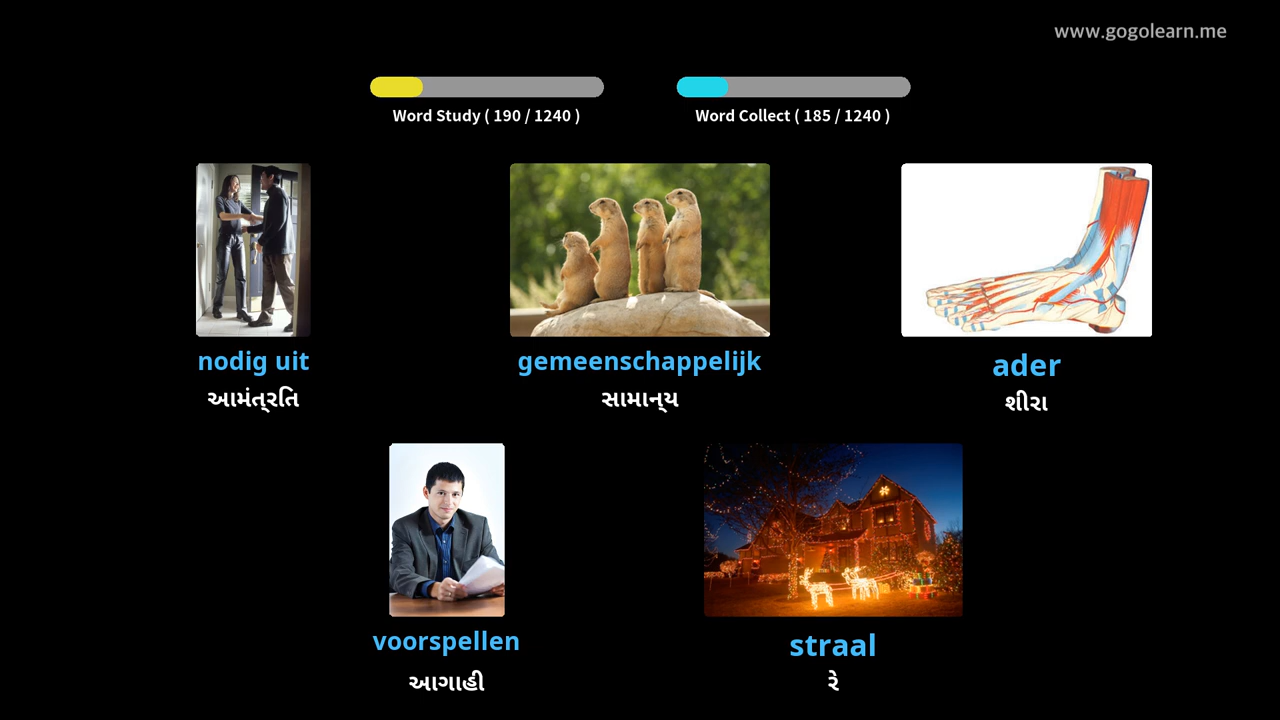 www.gogolearn.me
Word Study ( 190 / 1240 )
Word Collect ( 185 / 1240 )
nodig uit
આમંત્રતિ
gemeenschappelijk
સામાન્ય
ader
શીરા
voorspellen
આગાહી
straal
રે